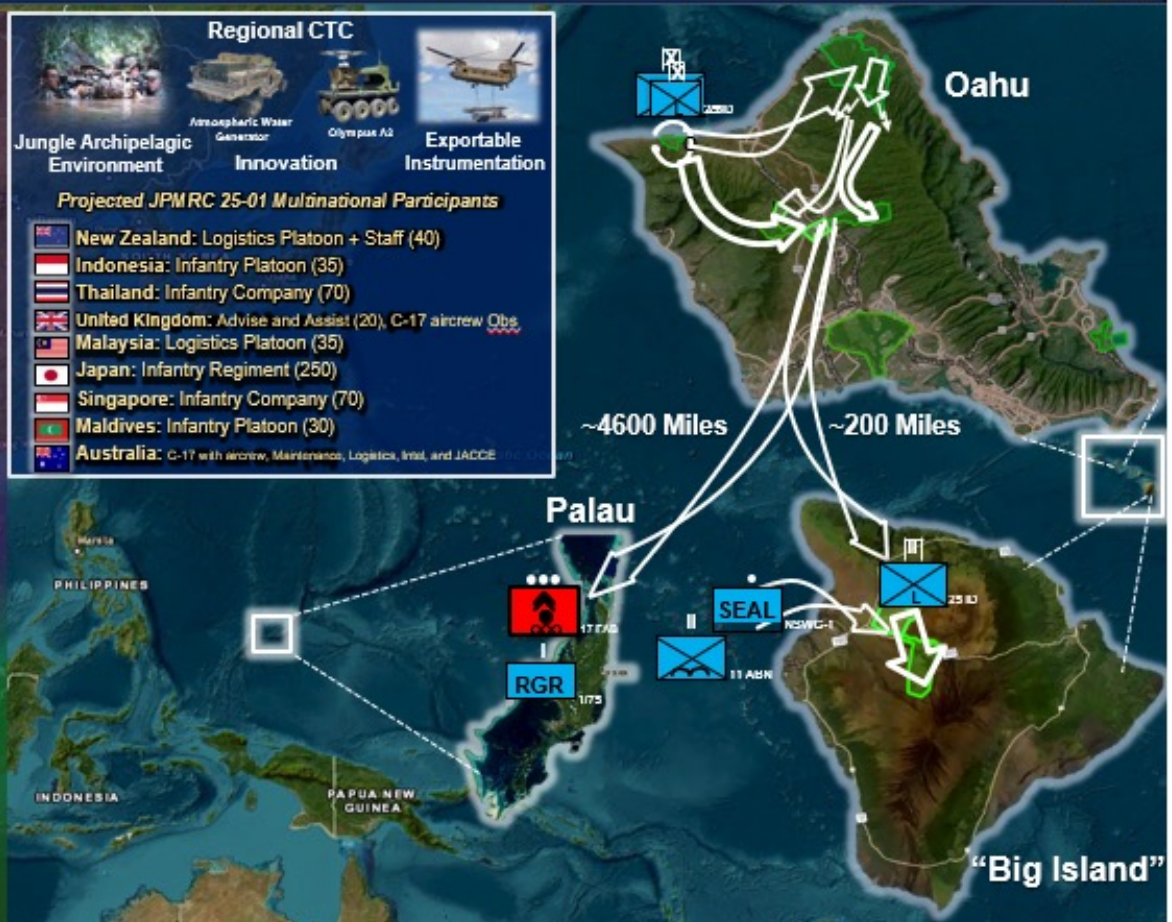 Regional CTC
Jungle Archipelagic
Environment
Atmospheric Water
Generator
Olympus A2
Innovation
Exportable
Instrumentation
Projected JPMRC 25-01 Multinational Participants
New Zealand: Logistics Platoon + Staff (40)
Indonesia: Infantry Platoon (35)
Thailand: Infantry Company (70)
United Kingdom: Advise and Assist (20), C-17 aircrew Obs
Malaysia: Logistics Platoon (35)
Japan: Infantry Regiment (250)
Singapore: Infantry Company (70)
Maldives: Infantry Platoon (30)
Australia: C-17 with aircrew, Maintenance, Logistics, Intel, and JACCE
Oahu
~4600 Miles
~200 Miles
Palau
Manila
PHILIPPINES
INDONESIA
PAPUA NEW
GUINEA
II
I
RGR
1/75
SEAL
NSWG-1
II
11 ABN
III
L
25 ID
"Big Island"